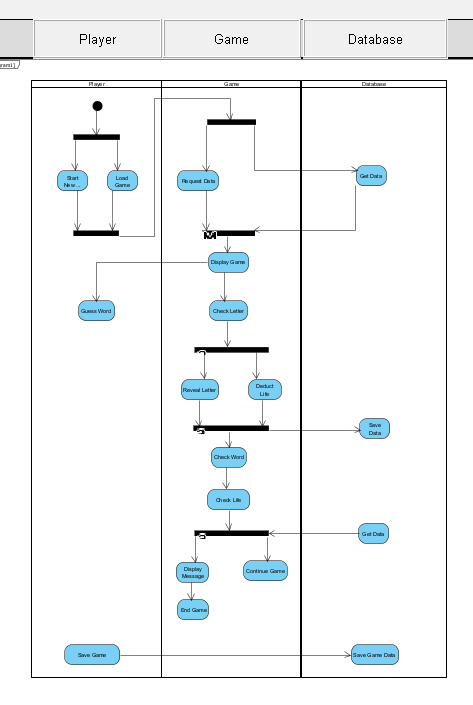 Player
Game
Database
Player
Game
Database
Start
New...
Load
Game
Request Data
Get Data
Display Game
Guess Word
Check Letter
Reveal Letter
Deduct
Life
Save
Data
Check Word
Check Life
Get Data
Display
Message
Continue Game
End Game
Save Game
Save Game Data